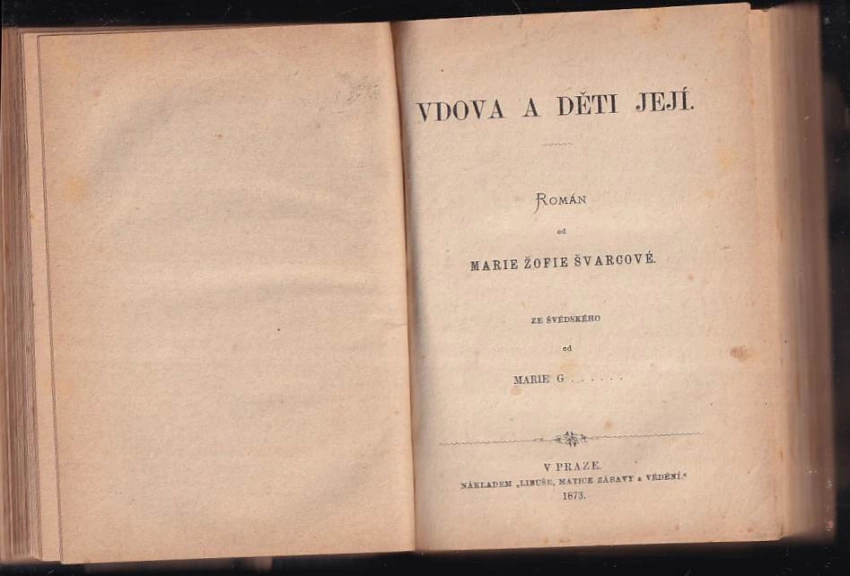 VDOVA A DĚTI JEJÍ.
ROMÁN
od
MARIE ŽOFIE ŠVARCOVÉ.
ZE ŠVÉDSKÉHO
od
MARIE G . . . . . .
V PRAZE.
NÁKLADEM „LIBUŠE, MATICE ZÁBAVY a VĚDĚNÍ.“
1873.